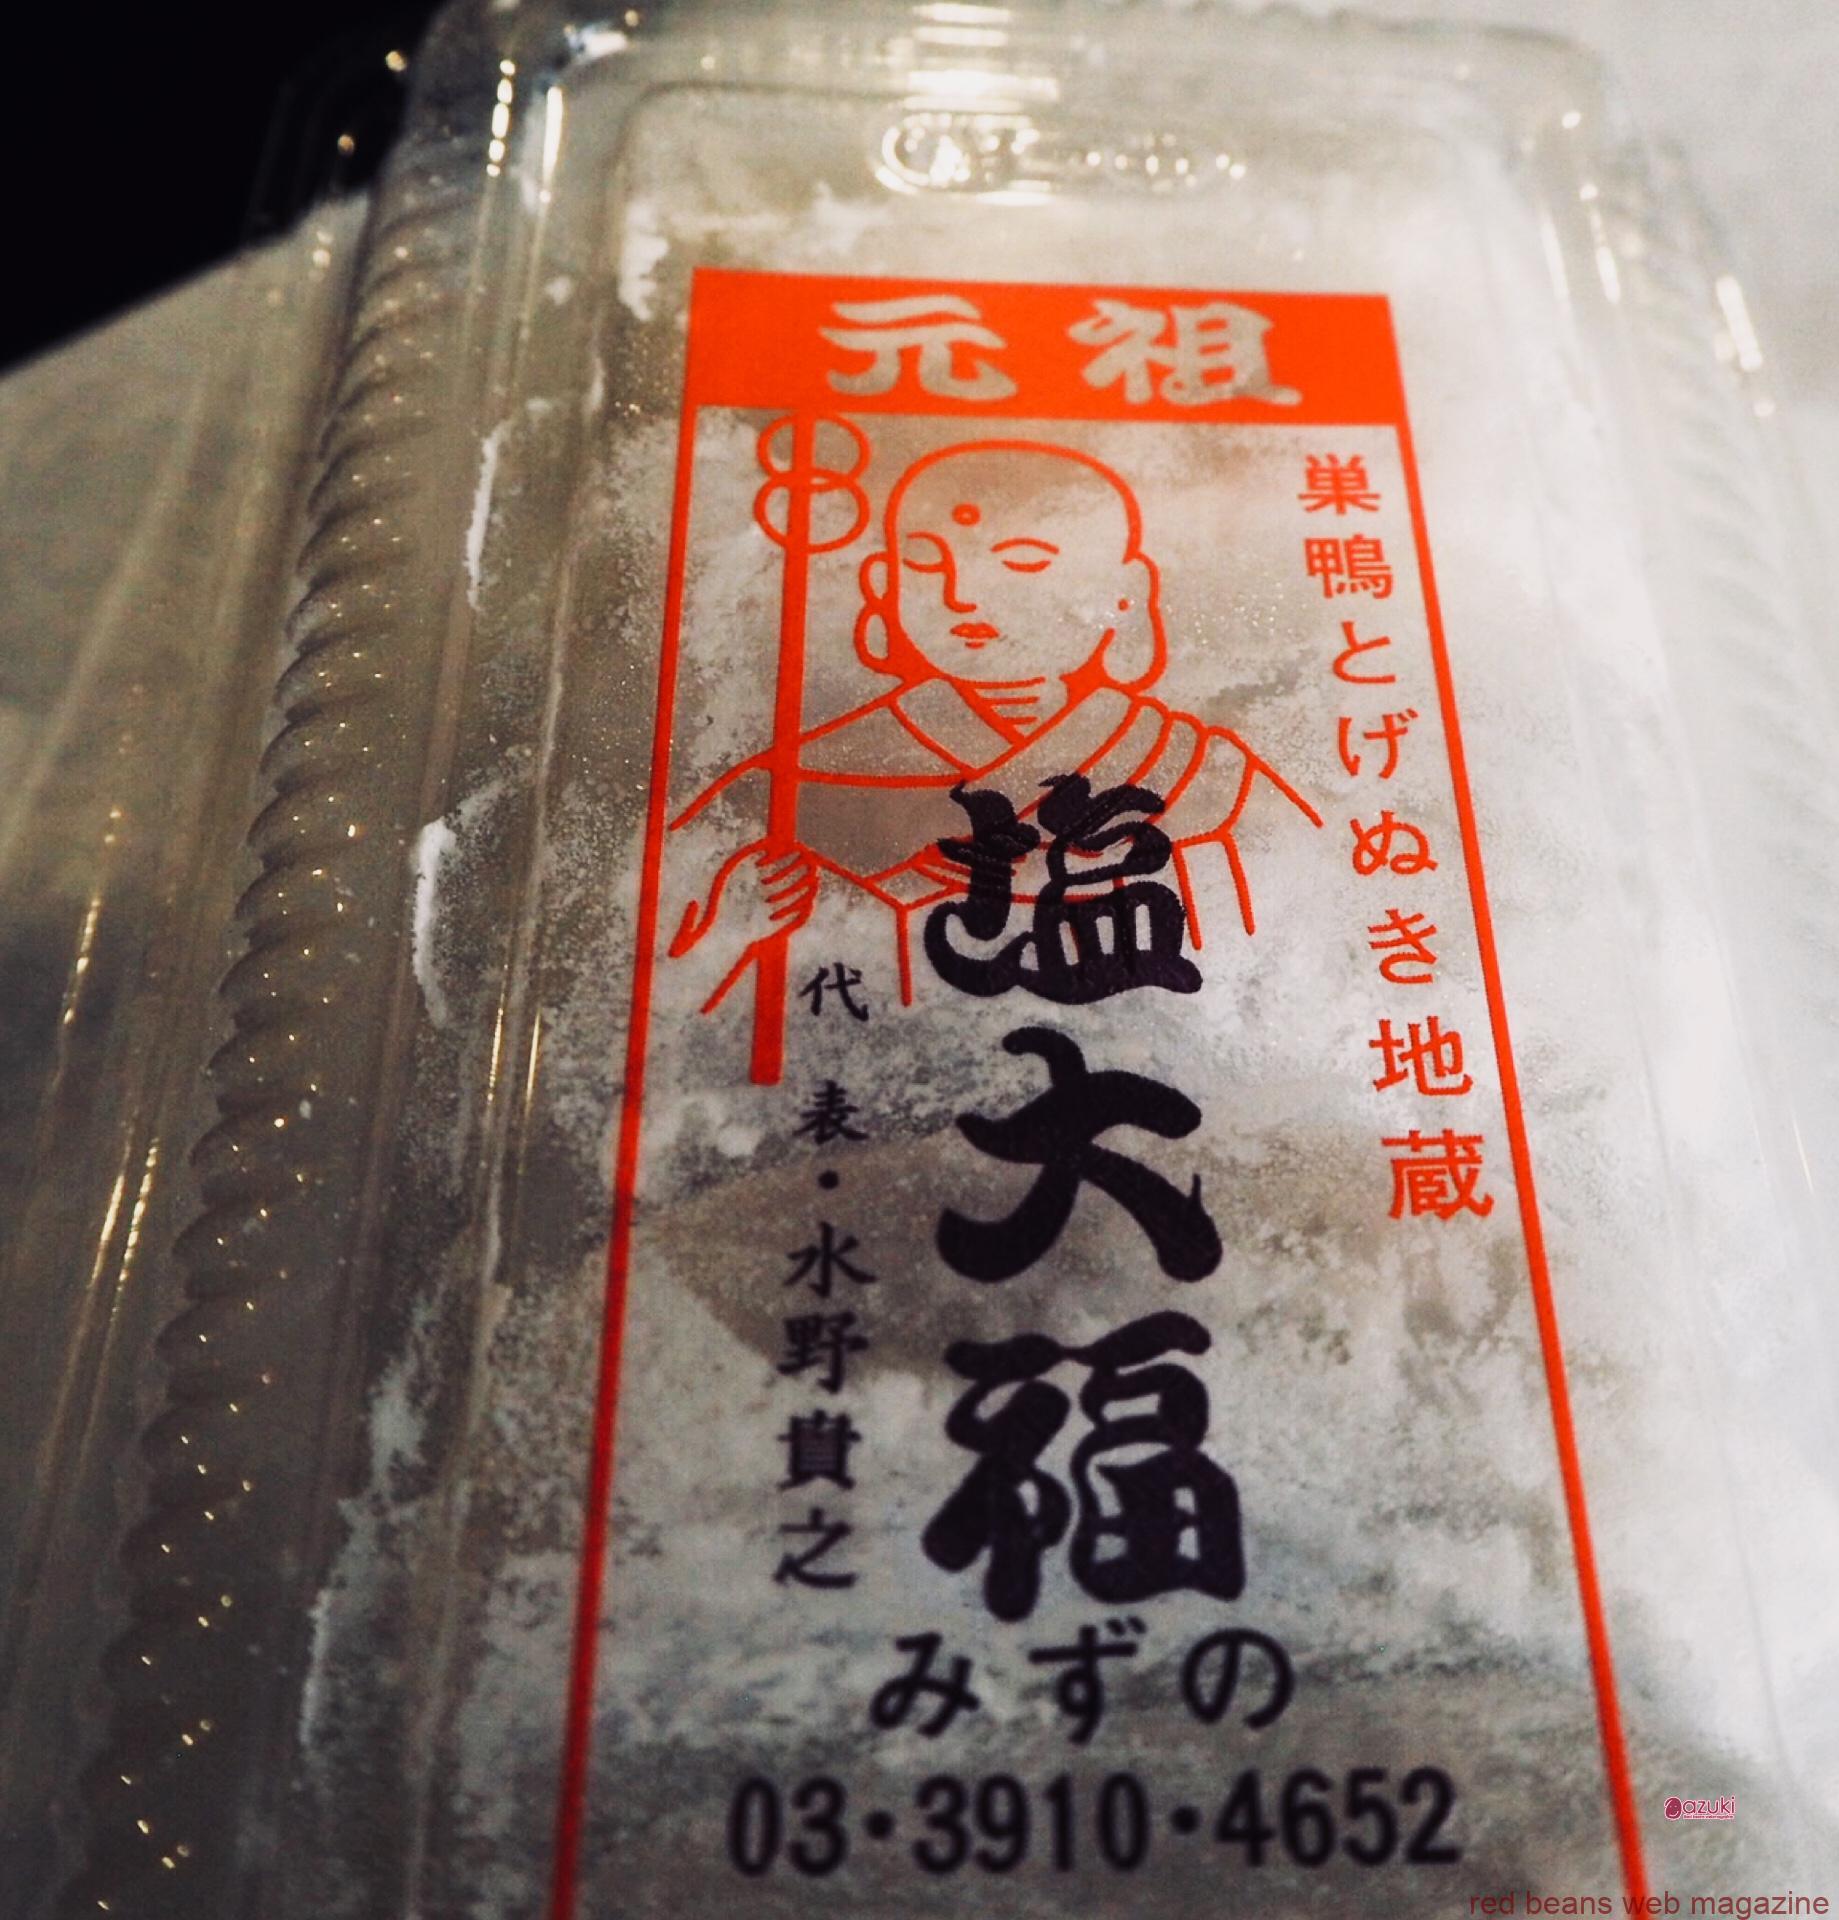 元祖
巣鴨とげぬき地蔵
塩大福
代表・水野貴之
みずの
03・3910・4652
azuki
red beans web magazine